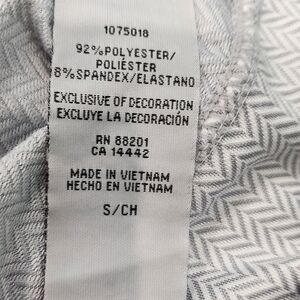 1075018
92%POLYESTER/
POLIÉSTER
8%SPANDEX/ELASTANO
EXCLUSIVE OF DECORATION
EXCLUYE LA DECORACIÓN
RN 88201
CA 14442
MADE IN VIETNAM
HECHO EN VIETNAM
S/CH